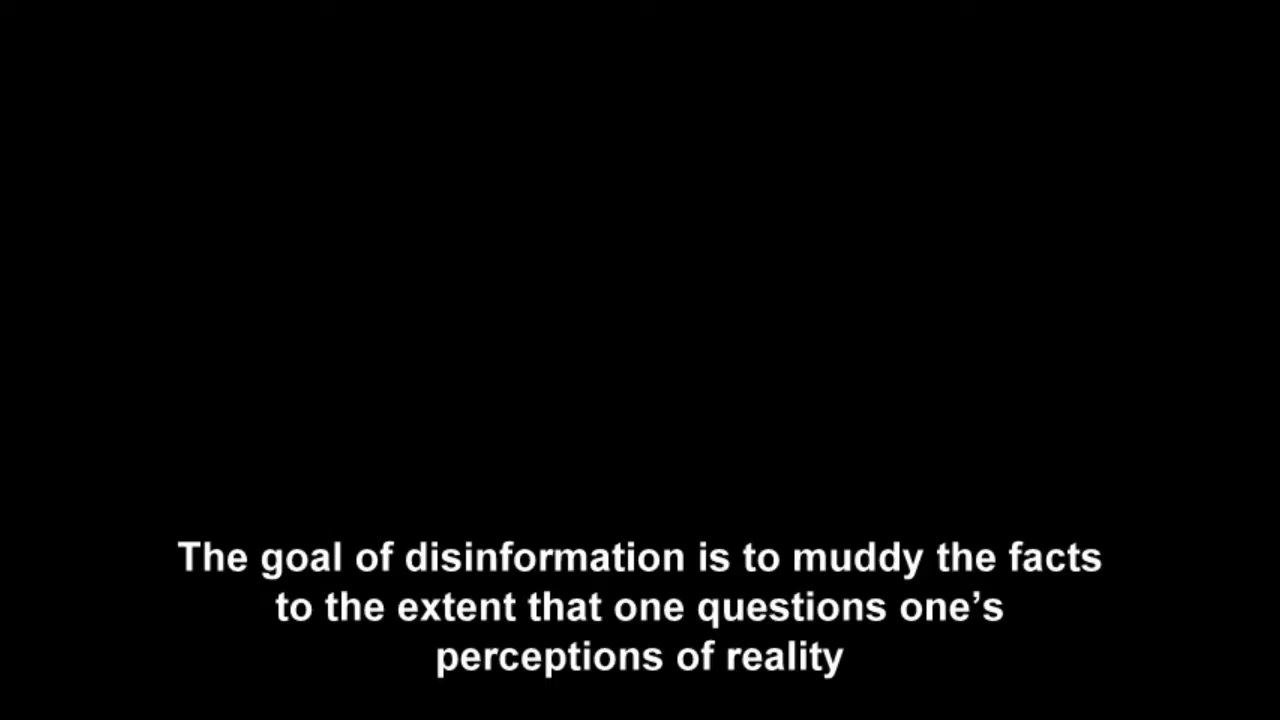 The goal of disinformation is to muddy the facts
to the extent that one questions one’s
perceptions of reality